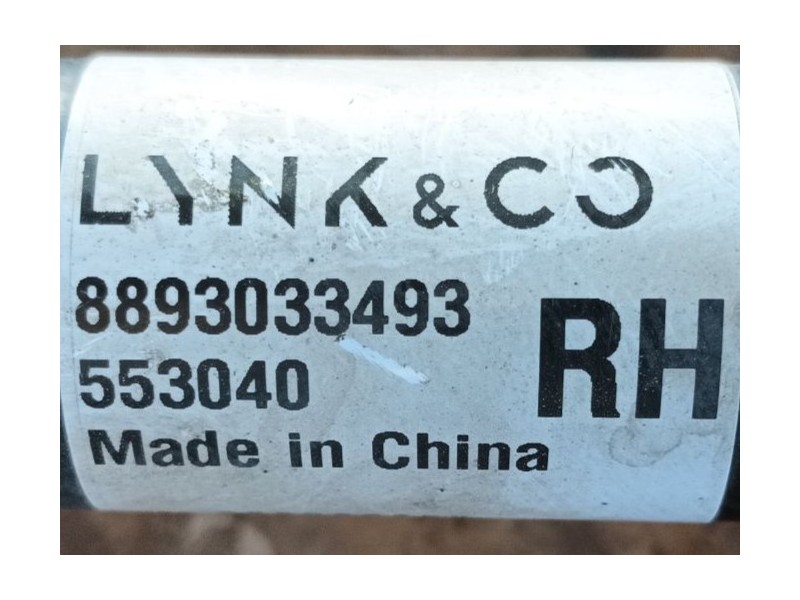 LYNK & CO
8893033493
553040
RH
Made in China